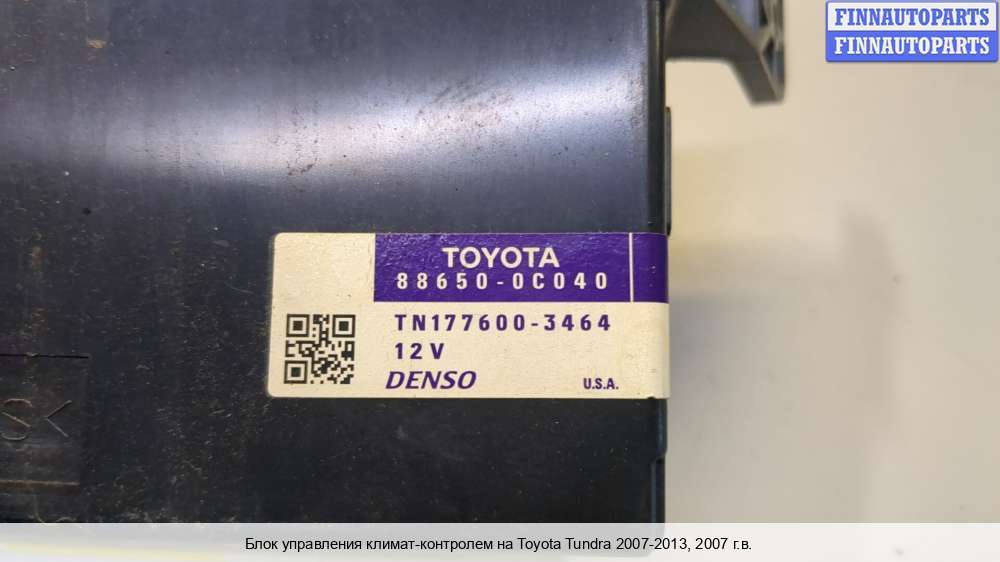 FINNAUTOPARTS
FINNAUTOPARTS
TOYOTA
88650-0C040
TN177600-3464
12V
DENSO
U.S.A.
Блок управления климат-контролем на Toyota Tundra 2007-2013, 2007 г.в.